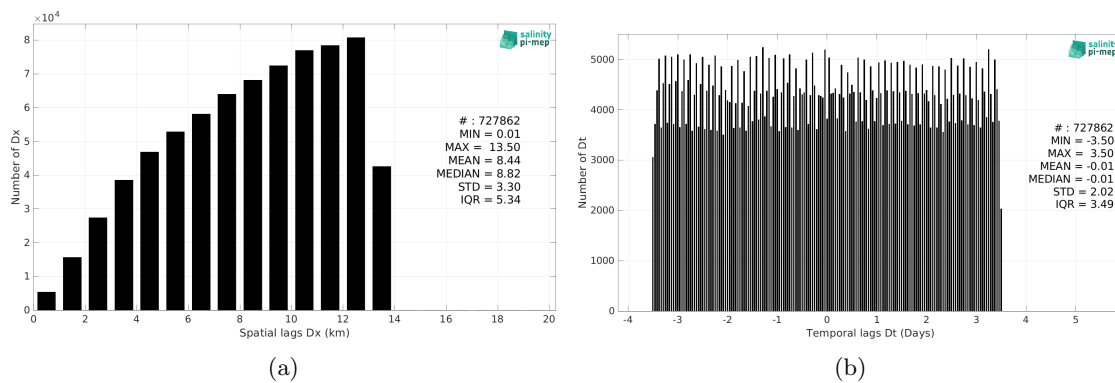 ×10⁴
9
8
7
6
5
4
3
2
1
0
Number of Dx
0 2 4 6 8 10 12 14 16 18 20
Spatial lags Dx (km)
salinity
pi-mep
# : 727862
MIN = 0.01
MAX = 13.50
MEAN = 8.44
MEDIAN = 8.82
STD = 3.30
IQR = 5.34
(a)
5000
4000
3000
2000
1000
0
Number of Dt
-4 -3 -2 -1 0 1 2 3 4 5
Temporal lags Dt (Days)
salinity
pi-mep
# : 727862
MIN = -3.50
MAX = 3.50
MEAN = -0.01
MEDIAN = -0.01
STD = 2.02
IQR = 3.49
(b)